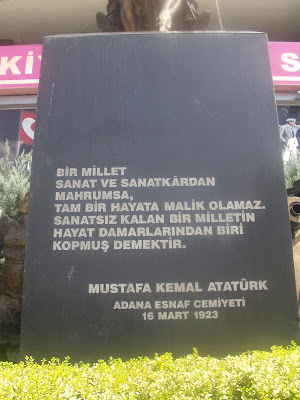 Kİ
S
BİR MİLLET
SANAT VE SANATKÂRDAN
MAHRUMSA,
TAM BİR HAYATA MALİK OLAMAZ.
SANATSIZ KALAN BİR MİLLETİN
HAYAT DAMARLARINDAN BİRİ
KOPMUŞ DEMEKTİR.
MUSTAFA KEMAL ATATÜRK
ADANA ESNAF CEMİYETİ
16 MART 1923